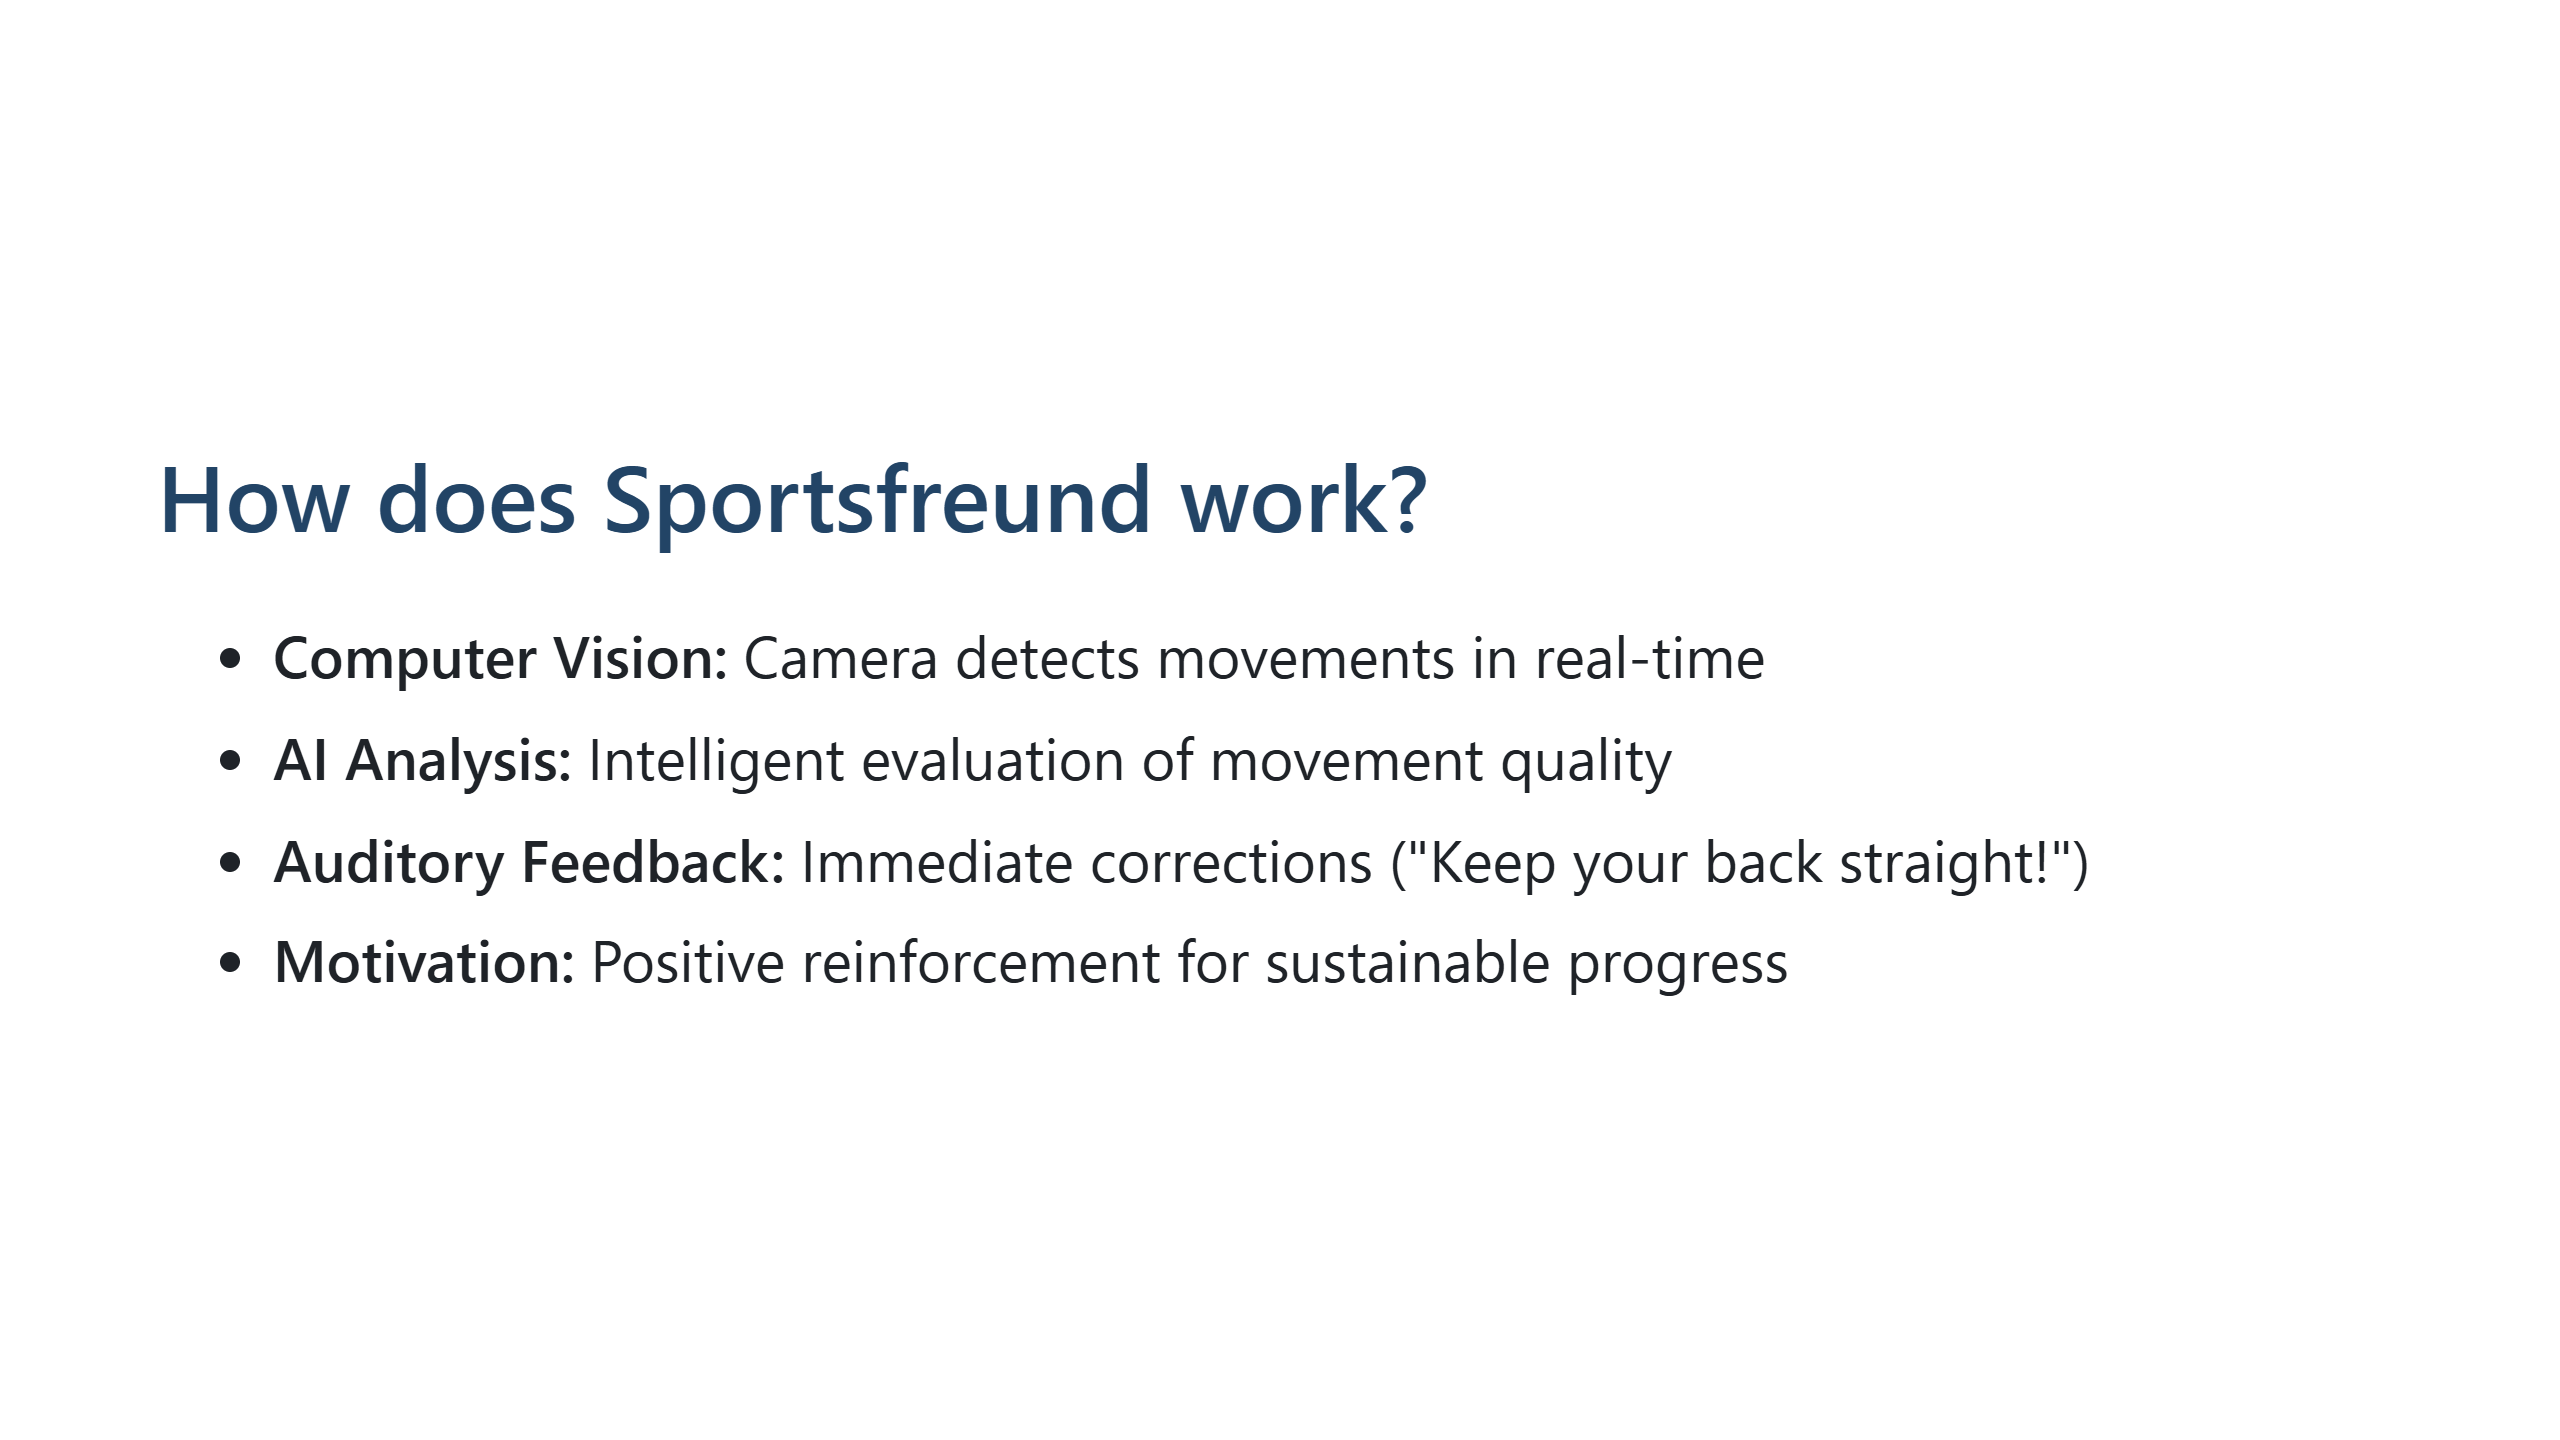 How does Sportsfreund work?
• Computer Vision: Camera detects movements in real-time
• AI Analysis: Intelligent evaluation of movement quality
• Auditory Feedback: Immediate corrections ("Keep your back straight!")
• Motivation: Positive reinforcement for sustainable progress